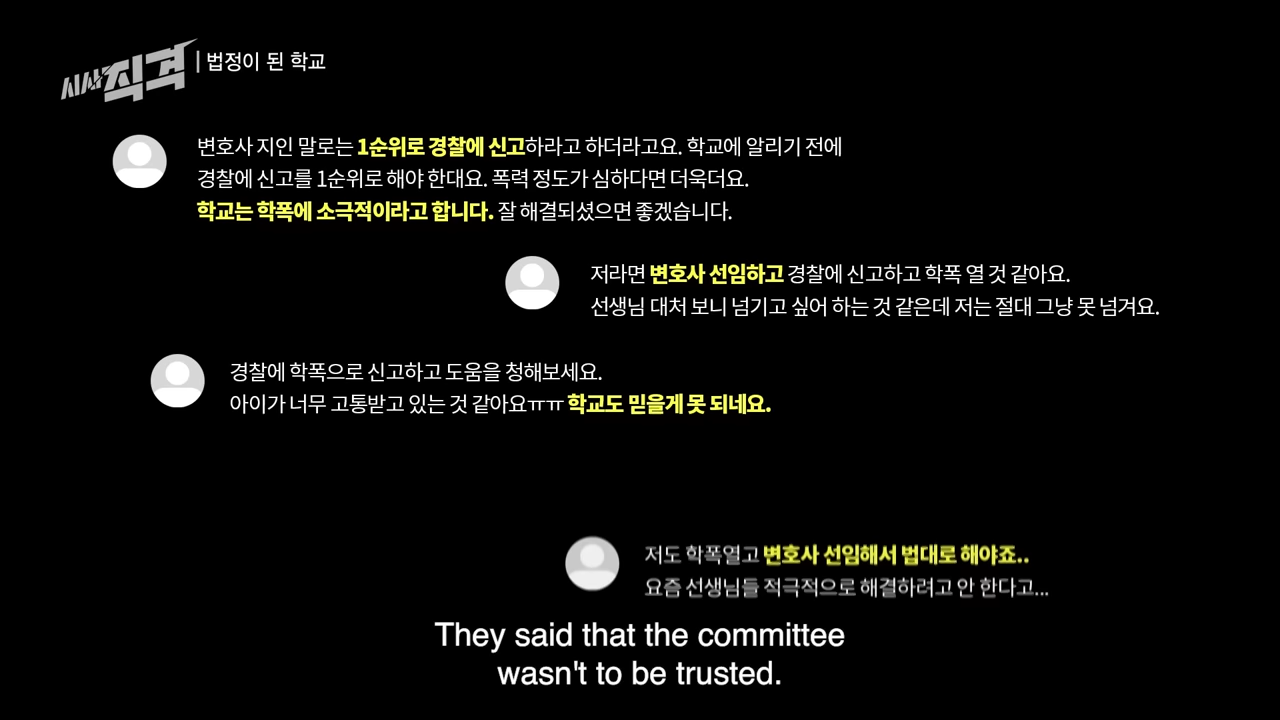 시사직격 | 법정이 된 학교
변호사 지인 말로는 1순위로 경찰에 신고하라고 하더라고요. 학교에 알리기 전에
경찰에 신고를 1순위로 해야 한대요. 폭력 정도가 심하다면 더욱더요.
학교는 학폭에 소극적이라고 합니다. 잘 해결되셨으면 좋겠습니다.
저라면 변호사 선임하고 경찰에 신고하고 학폭 열 것 같아요.
선생님 대처 보니 넘기고 싶어 하는 것 같은데 저는 절대 그냥 못 넘겨요.
경찰에 학폭으로 신고하고 도움을 청해보세요.
아이가 너무 고통받고 있는 것 같아요ㅠㅠ 학교도 믿을게 못 되네요.
저도 학폭열고 변호사 선임해서 법대로 해야죠..
요즘 선생님들 적극적으로 해결하려고 안 한다고...
They said that the committee
wasn't to be trusted.